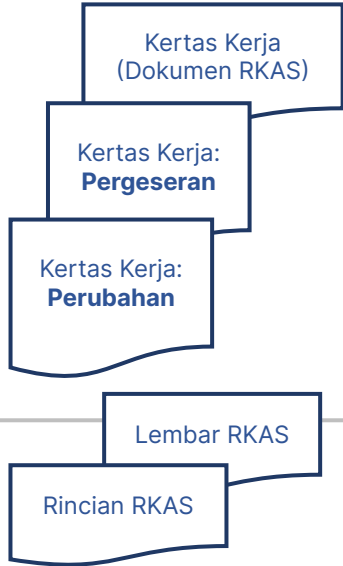 Kertas Kerja
(Dokumen RKAS)
Kertas Kerja:
Pergeseran
Kertas Kerja:
Perubahan
Lembar RKAS
Rincian RKAS